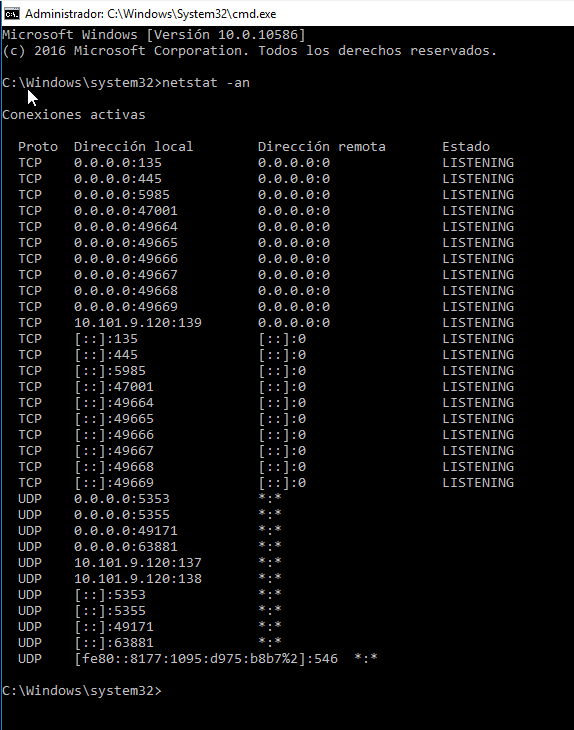 Administrador: C:\Windows\System32\cmd.exe
Microsoft Windows [Versión 10.0.10586]
(c) 2016 Microsoft Corporation. Todos los derechos reservados.
C:\Windows\system32>netstat -an
Conexiones activas
Proto  Dirección local        Dirección remota       Estado
TCP    0.0.0.0:135            0.0.0.0:0              LISTENING
TCP    0.0.0.0:445            0.0.0.0:0              LISTENING
TCP    0.0.0.0:5985           0.0.0.0:0              LISTENING
TCP    0.0.0.0:47001          0.0.0.0:0              LISTENING
TCP    0.0.0.0:49664          0.0.0.0:0              LISTENING
TCP    0.0.0.0:49665          0.0.0.0:0              LISTENING
TCP    0.0.0.0:49666          0.0.0.0:0              LISTENING
TCP    0.0.0.0:49667          0.0.0.0:0              LISTENING
TCP    0.0.0.0:49668          0.0.0.0:0              LISTENING
TCP    0.0.0.0:49669          0.0.0.0:0              LISTENING
TCP    10.101.9.120:139       0.0.0.0:0              LISTENING
TCP    [::]:135               [::]:0                 LISTENING
TCP    [::]:445               [::]:0                 LISTENING
TCP    [::]:5985              [::]:0                 LISTENING
TCP    [::]:47001             [::]:0                 LISTENING
TCP    [::]:49664             [::]:0                 LISTENING
TCP    [::]:49665             [::]:0                 LISTENING
TCP    [::]:49666             [::]:0                 LISTENING
TCP    [::]:49667             [::]:0                 LISTENING
TCP    [::]:49668             [::]:0                 LISTENING
TCP    [::]:49669             [::]:0                 LISTENING
UDP    0.0.0.0:5353           *:*
UDP    0.0.0.0:5355           *:*
UDP    0.0.0.0:49171          *:*
UDP    0.0.0.0:63881          *:*
UDP    10.101.9.120:137       *:*
UDP    10.101.9.120:138       *:*
UDP    [::]:5353              *:*
UDP    [::]:5355              *:*
UDP    [::]:49171             *:*
UDP    [::]:63881             *:*
UDP    [fe80::8177:1095:d975:b8b7%2]:546  *:*
C:\Windows\system32>